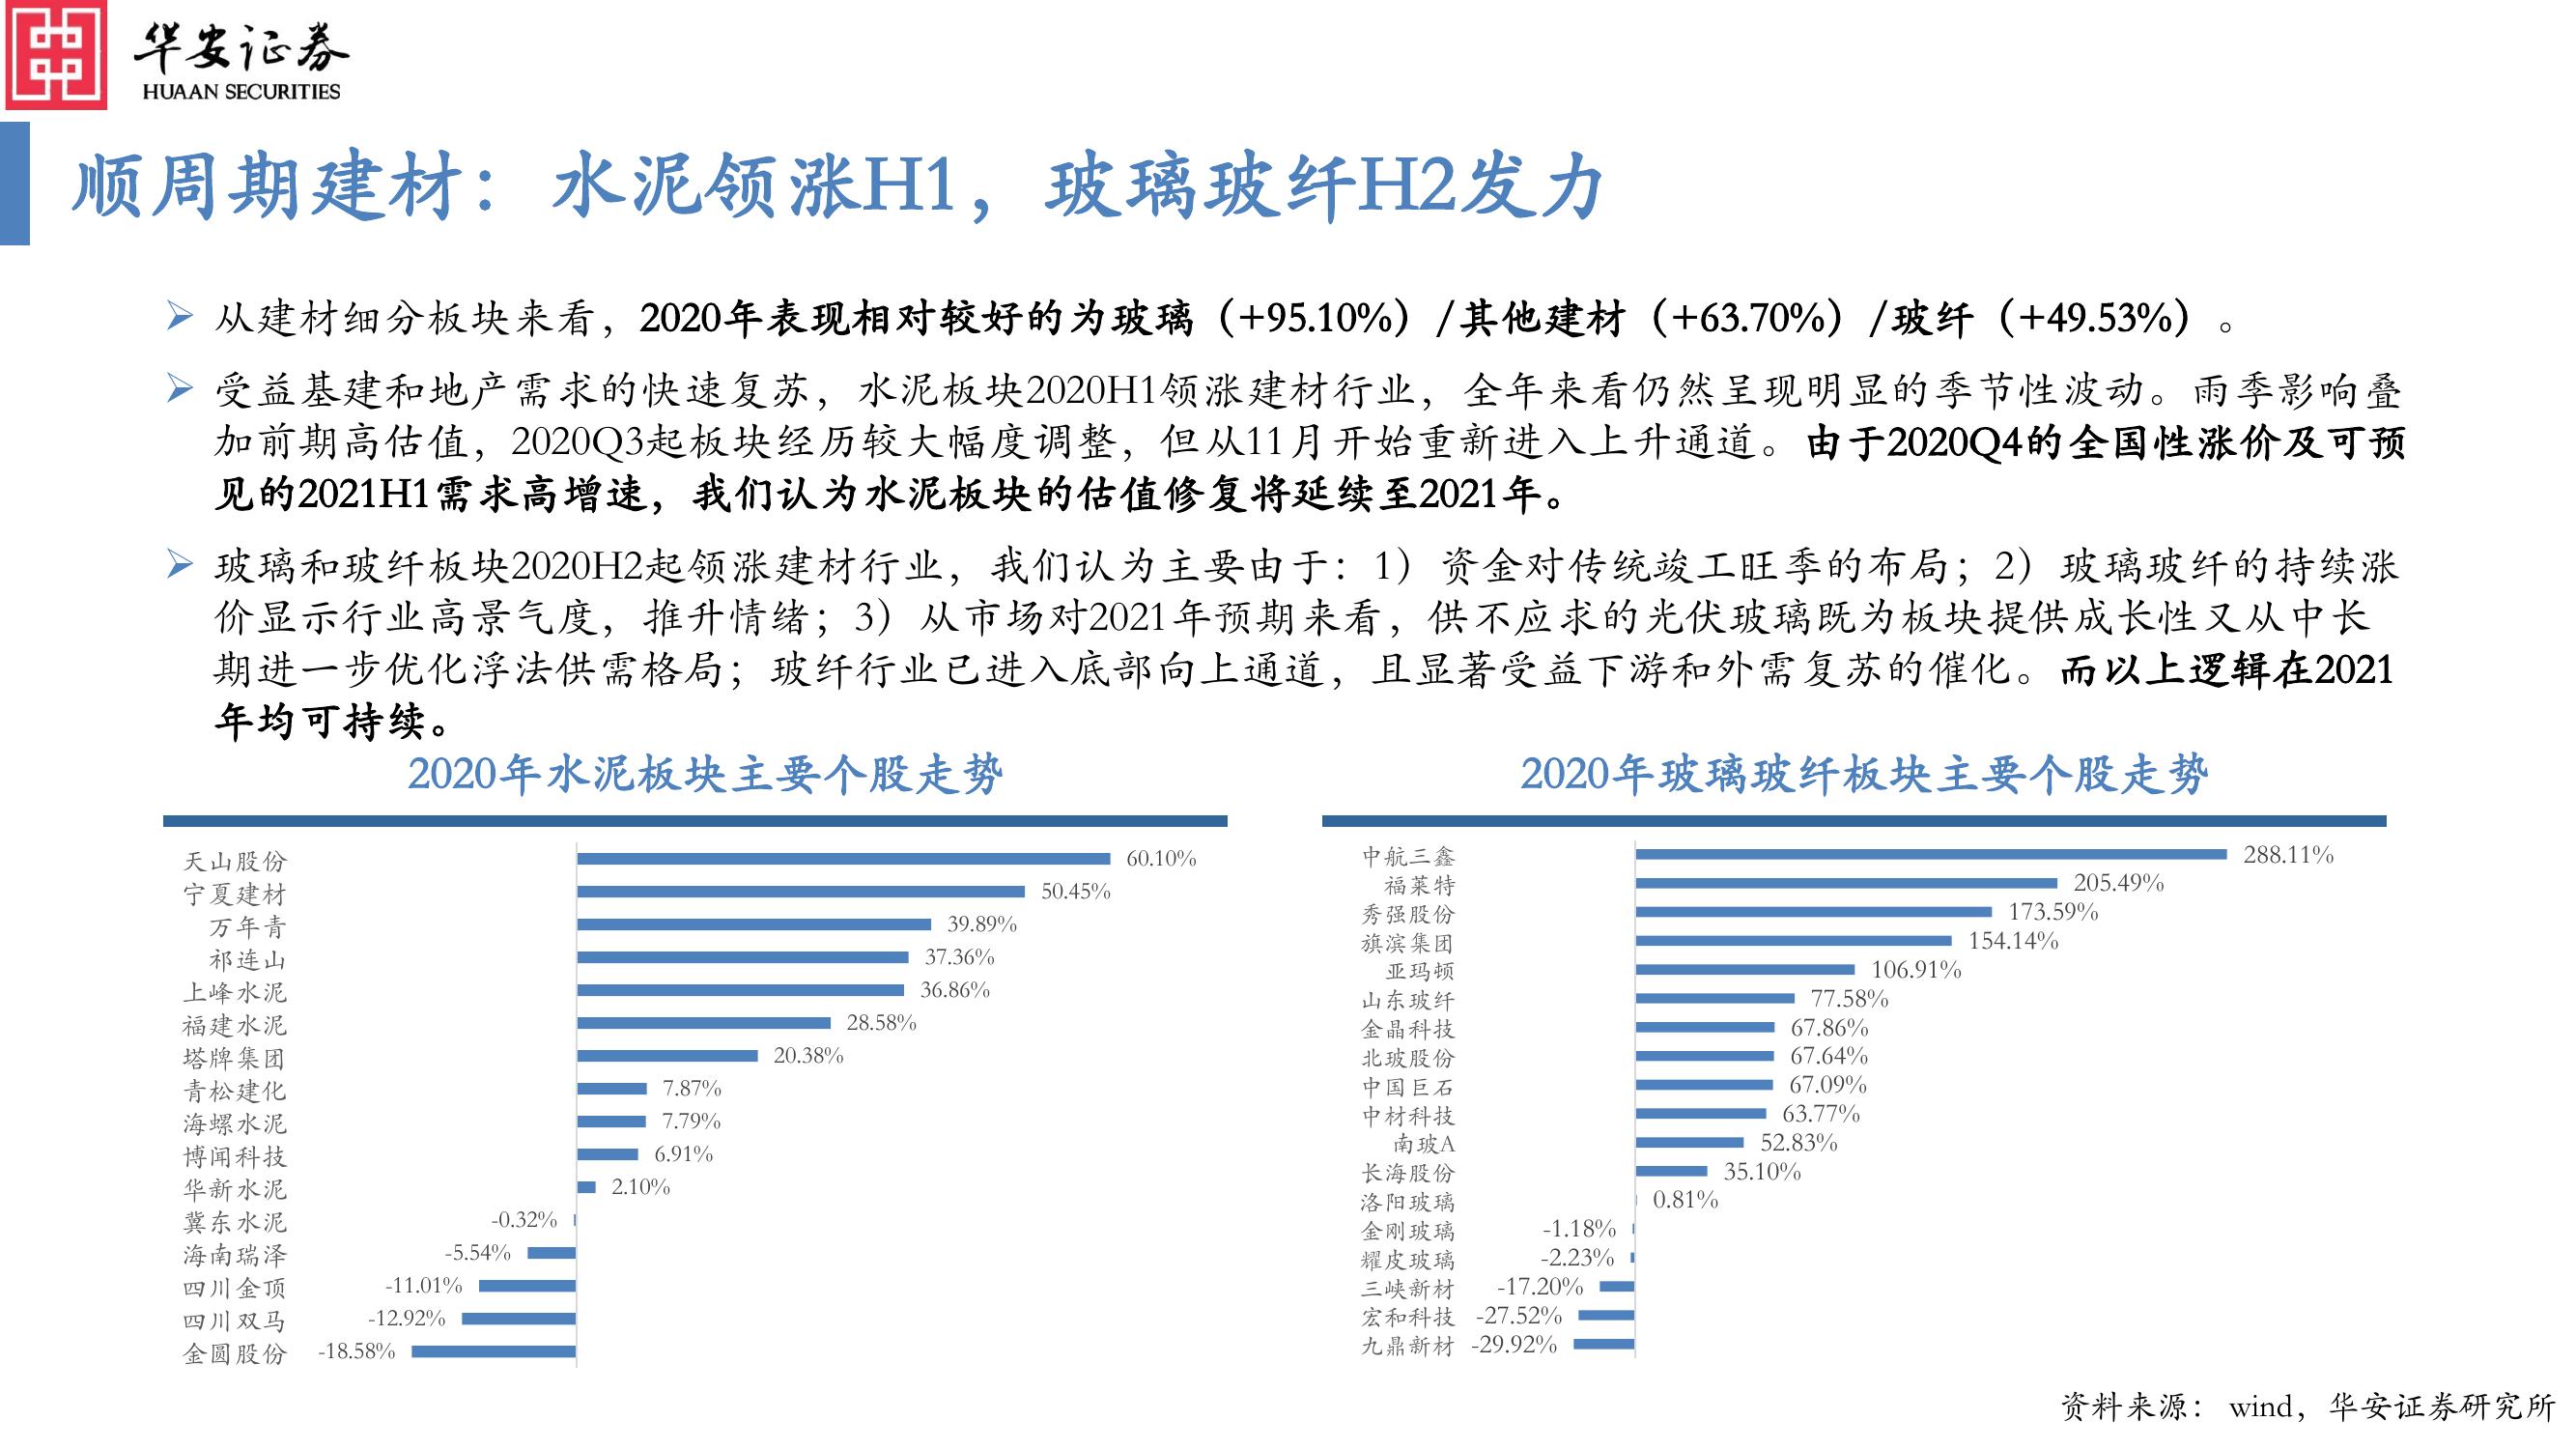 华安证券
HUAAN SECURITIES
顺周期建材：水泥领涨H1，玻璃玻纤H2发力
从建材细分板块来看，2020年表现相对较好的为玻璃（+95.10%）/其他建材（+63.70%）/玻纤（+49.53%）。
受益基建和地产需求的快速复苏，水泥板块2020H1领涨建材行业，全年来看仍然呈现明显的季节性波动。雨季影响叠
加前期高估值，2020Q3起板块经历较大幅度调整，但从11月开始重新进入上升通道。由于2020Q4的全国性涨价及可预
见的2021H1需求高增速，我们认为水泥板块的估值修复将延续至2021年。
玻璃和玻纤板块2020H2起领涨建材行业，我们认为主要由于：1）资金对传统竣工旺季的布局；2）玻璃玻纤的持续涨
价显示行业高景气度，推升情绪；3）从市场对2021年预期来看，供不应求的光伏玻璃既为板块提供成长性又从中长
期进一步优化浮法供需格局；玻纤行业已进入底部向上通道，且显著受益下游和外需复苏的催化。而以上逻辑在2021
年均可持续。
2020年水泥板块主要个股走势
天山股份 60.10%
宁夏建材 50.45%
万年青 39.89%
祁连山 37.36%
上峰水泥 36.86%
福建水泥 28.58%
塔牌集团 20.38%
青松建化 7.87%
海螺水泥 7.79%
博闻科技 6.91%
华新水泥 2.10%
冀东水泥 -0.32%
海南瑞泽 -5.54%
四川金顶 -11.01%
四川双马 -12.92%
金圆股份 -18.58%
2020年玻璃玻纤板块主要个股走势
中航三鑫 288.11%
福莱特 205.49%
秀强股份 173.59%
旗滨集团 154.14%
亚玛顿 106.91%
山东玻纤 77.58%
金晶科技 67.86%
北玻股份 67.64%
中国巨石 67.09%
中材科技 63.77%
南玻A 52.83%
长海股份 35.10%
洛阳玻璃 0.81%
金刚玻璃 -1.18%
耀皮玻璃 -2.23%
三峡新材 -17.20%
宏和科技 -27.52%
九鼎新材 -29.92%
资料来源：wind，华安证券研究所